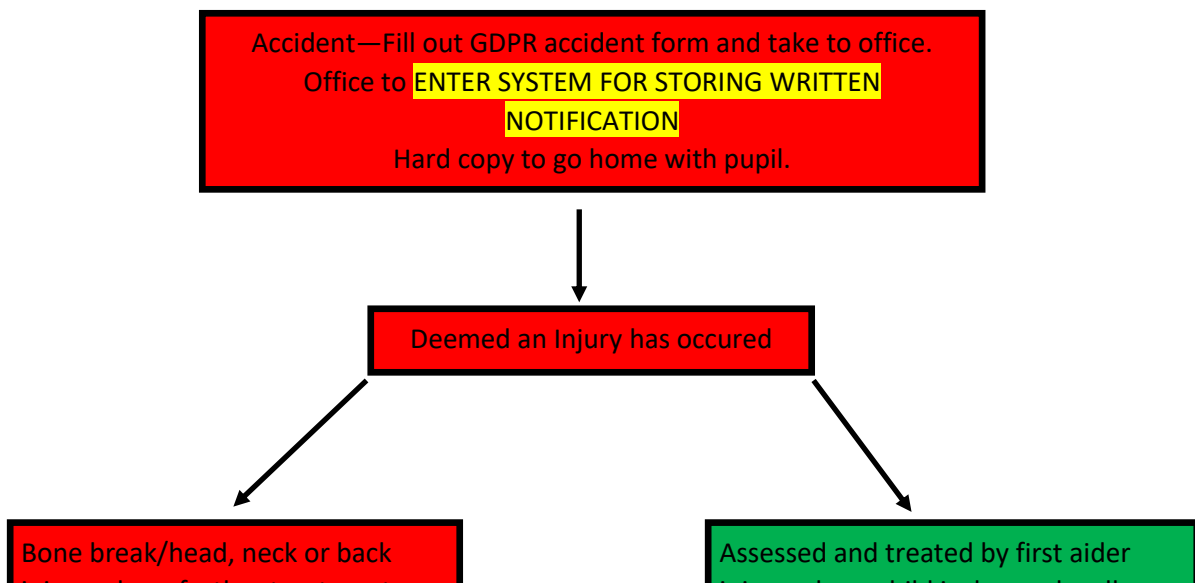 Accident—Fill out GDPR accident form and take to office.
Office to ENTER SYSTEM FOR STORING WRITTEN
NOTIFICATION
Hard copy to go home with pupil.
Deemed an Injury has occured
Bone break/head, neck or back
Assessed and treated by first aider